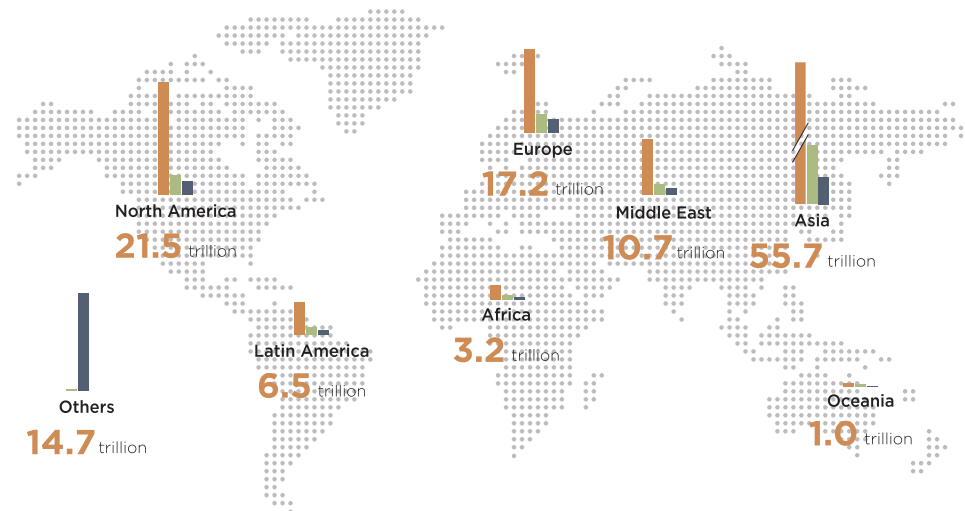 Europe
17.2 trillion
North America
21.5 trillion
Middle East
10.7 trillion
Asia
55.7 trillion
Africa
3.2 trillion
Latin America
6.5 trillion
Others
14.7 trillion
Oceania
1.0 trillion